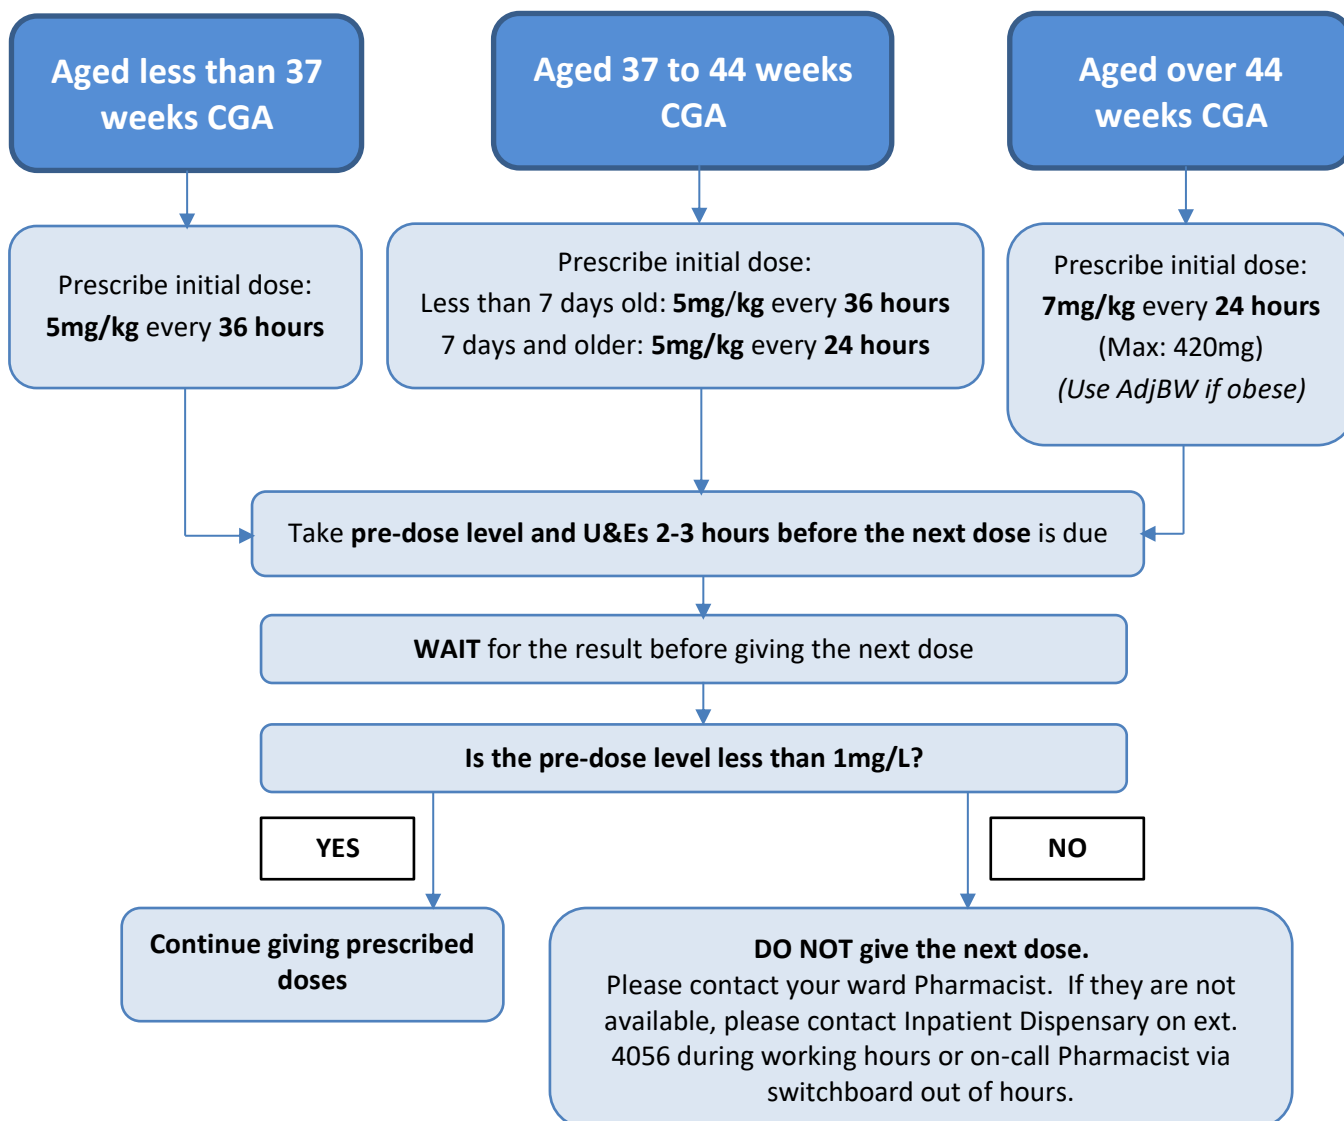 Aged less than 37
weeks CGA
Aged 37 to 44 weeks
CGA
Aged over 44
weeks CGA
Prescribe initial dose:
5mg/kg every 36 hours
Prescribe initial dose:
Less than 7 days old: 5mg/kg every 36 hours
7 days and older: 5mg/kg every 24 hours
Prescribe initial dose:
7mg/kg every 24 hours
(Max: 420mg)
(Use AdjBW if obese)
Take pre-dose level and U&Es 2-3 hours before the next dose is due
WAIT for the result before giving the next dose
Is the pre-dose level less than 1mg/L?
YES
NO
Continue giving prescribed
doses
DO NOT give the next dose.
Please contact your ward Pharmacist. If they are not
available, please contact Inpatient Dispensary on ext.
4056 during working hours or on-call Pharmacist via
switchboard out of hours.